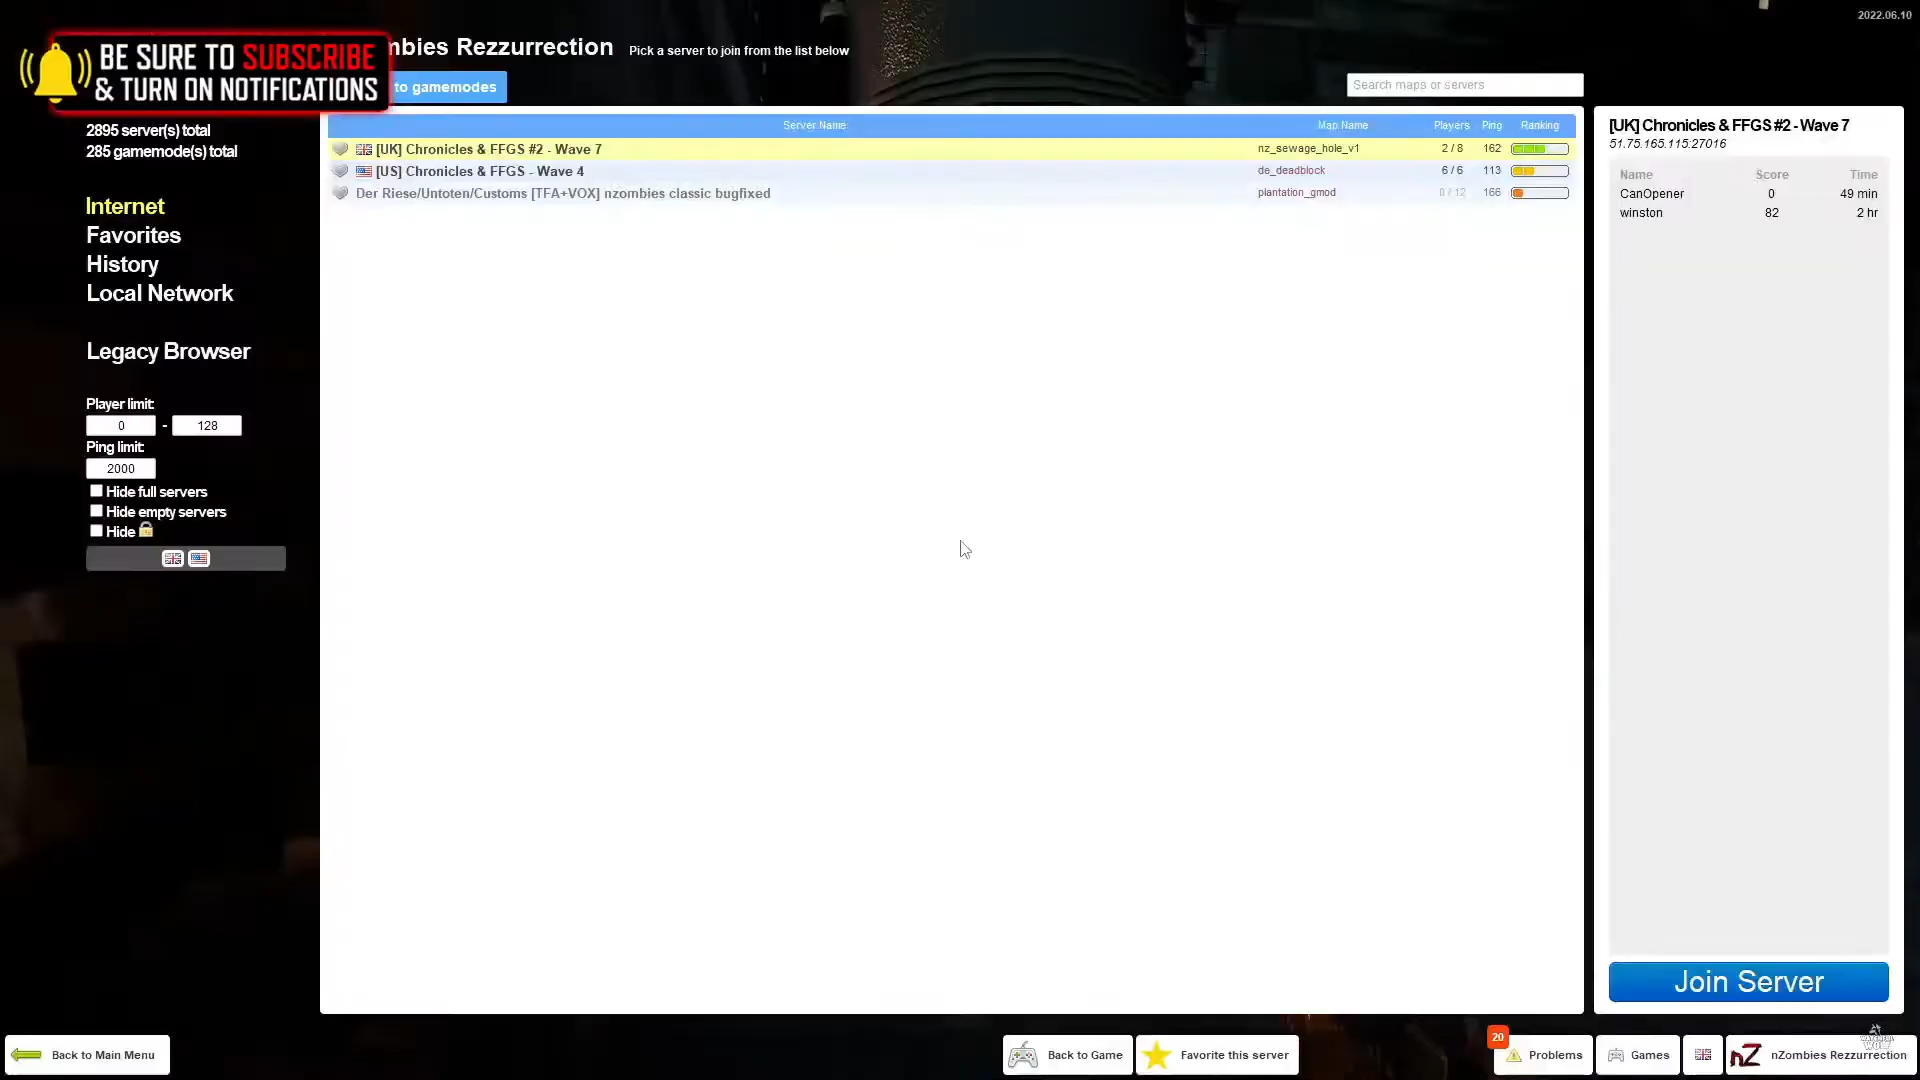 2022.06.10
BE SURE TO SUBSCRIBE
& TURN ON NOTIFICATIONS
mbies Rezzurrection Pick a server to join from the list below
to gamemodes
Search maps or servers
2895 server(s) total
285 gamemode(s) total
Internet
Favorites
History
Local Network
Legacy Browser
Player limit:
0 - 128
Ping limit:
2000
Hide full servers
Hide empty servers
Hide
Server Name Map Name Players Ping Ranking
[UK] Chronicles & FFGS #2 - Wave 7 nz_sewage_hole_v1 2 / 8 162
[US] Chronicles & FFGS - Wave 4 de_deadblock 6 / 6 113
Der Riese/Untoten/Customs [TFA+VOX] nzombies classic bugfixed plantation_gmod 0 / 12 166
[UK] Chronicles & FFGS #2 - Wave 7
51.75.165.115:27016
Name Score Time
CanOpener 0 49 min
winston 82 2 hr
Join Server
Back to Main Menu
Back to Game
Favorite this server
20
Problems
Games
nZ nZombies Rezzurrection